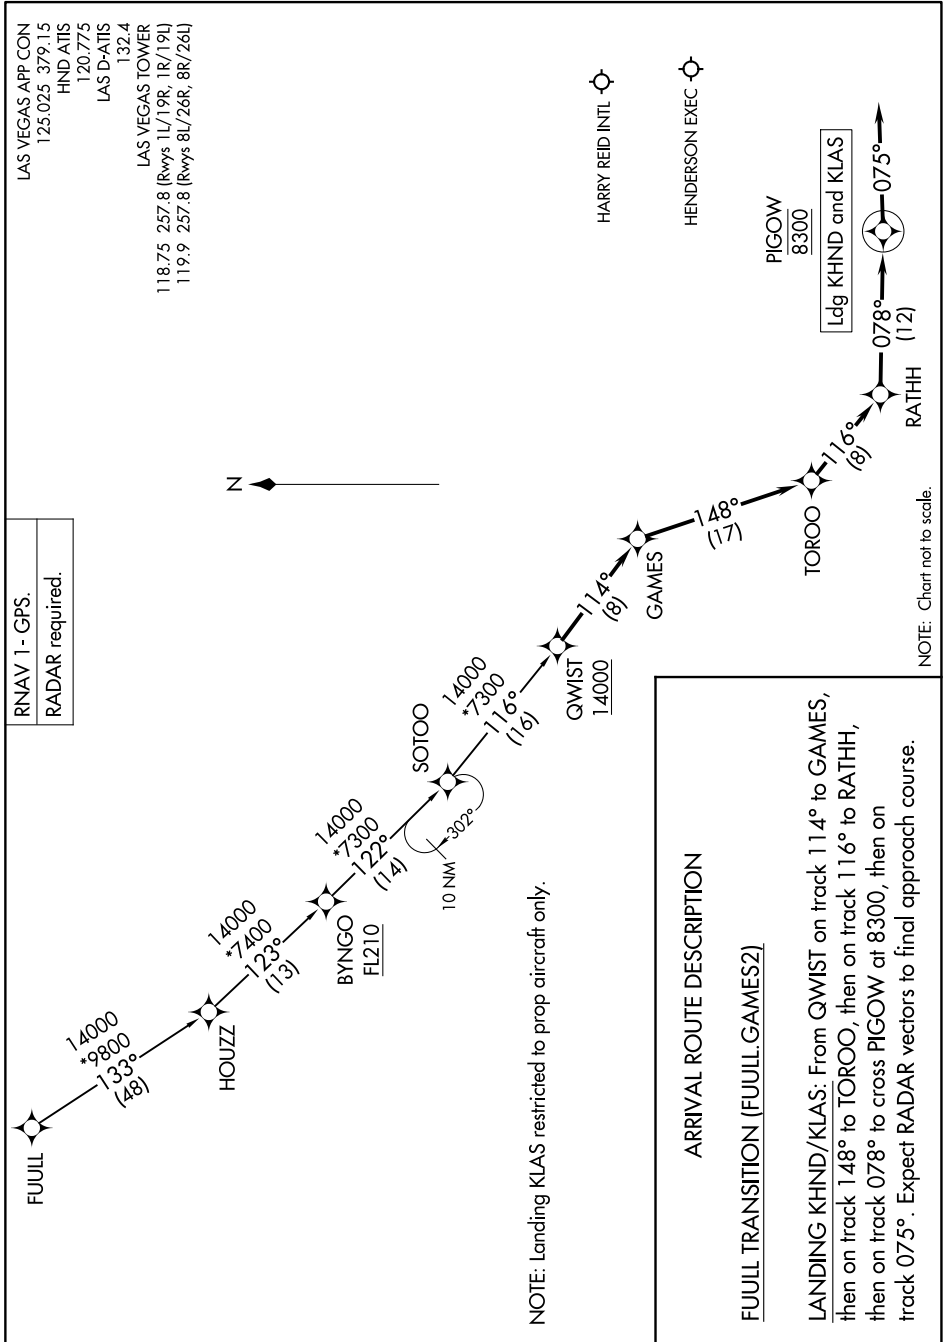 RNAV 1 - GPS.
RADAR required.
LAS VEGAS APP CON
125.025 379.15
HND ATIS
120.775
LAS D-ATIS
132.4
LAS VEGAS TOWER
118.75 257.8 (Rwys 1L/19R, 1R/19L)
119.9 257.8 (Rwys 8L/26R, 8R/26L)
FUULL
14000
*9800
133°
(48)
HOUZZ
14000
*7400
123°
(13)
BYNGO
FL210
14000
*7300
122°
(14)
SOTOO
10 NM
302°
14000
*7300
116°
(16)
N
QWIST
14000
114°
(8)
GAMES
148°
(17)
TOROO
116°
(8)
RATHH
078°
(12)
PIGOW
8300
Ldg KHND and KLAS
075°
HARRY REID INTL
HENDERSON EXEC
NOTE: Landing KLAS restricted to prop aircraft only.
NOTE: Chart not to scale.
ARRIVAL ROUTE DESCRIPTION
FUULL TRANSITION (FUULL.GAMES2)
LANDING KHND/KLAS: From QWIST on track 114° to GAMES,
then on track 148° to TOROO, then on track 116° to RATHH,
then on track 078° to cross PIGOW at 8300, then on
track 075°. Expect RADAR vectors to final approach course.